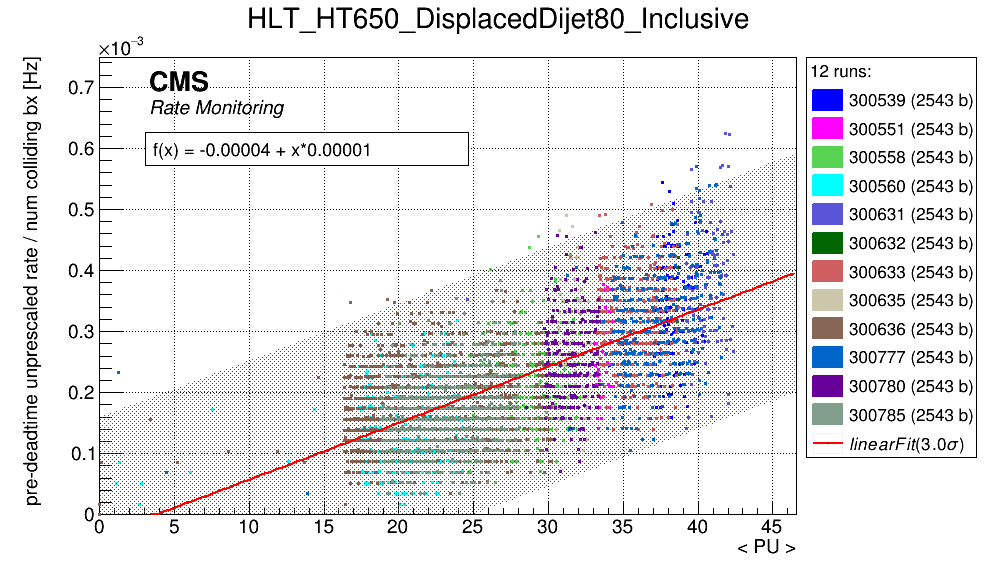 HLT_HT650_DisplacedDijet80_Inclusive
×10⁻³
pre-deadtime unprescaled rate / num colliding bx [Hz]
0.7
0.6
0.5
0.4
0.3
0.2
0.1
0
CMS
Rate Monitoring
f(x) = -0.00004 + x*0.00001
0 5 10 15 20 25 30 35 40 45
< PU >
12 runs:
300539 (2543 b)
300551 (2543 b)
300558 (2543 b)
300560 (2543 b)
300631 (2543 b)
300632 (2543 b)
300633 (2543 b)
300635 (2543 b)
300636 (2543 b)
300777 (2543 b)
300780 (2543 b)
300785 (2543 b)
linearFit(3.0σ)